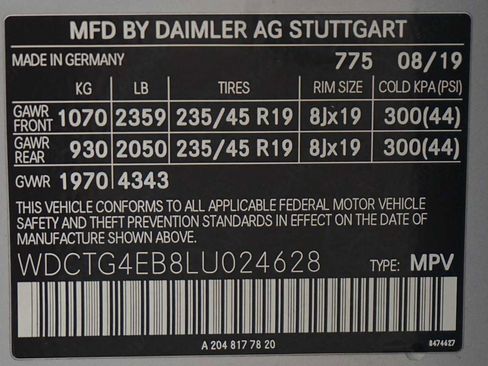 MFD BY DAIMLER AG STUTTGART
MADE IN GERMANY 775 08/19
KG LB TIRES RIM SIZE COLD KPA (PSI)
GAWR FRONT 1070 2359 235/45 R19 8Jx19 300(44)
GAWR REAR 930 2050 235/45 R19 8Jx19 300(44)
GWR 1970 4343
THIS VEHICLE CONFORMS TO ALL APPLICABLE FEDERAL MOTOR VEHICLE
SAFETY AND THEFT PREVENTION STANDARDS IN EFFECT ON THE DATE OF
MANUFACTURE SHOWN ABOVE.
WDCTG4EB8LU024628 TYPE: MPV
A 204 817 78 20 8474627